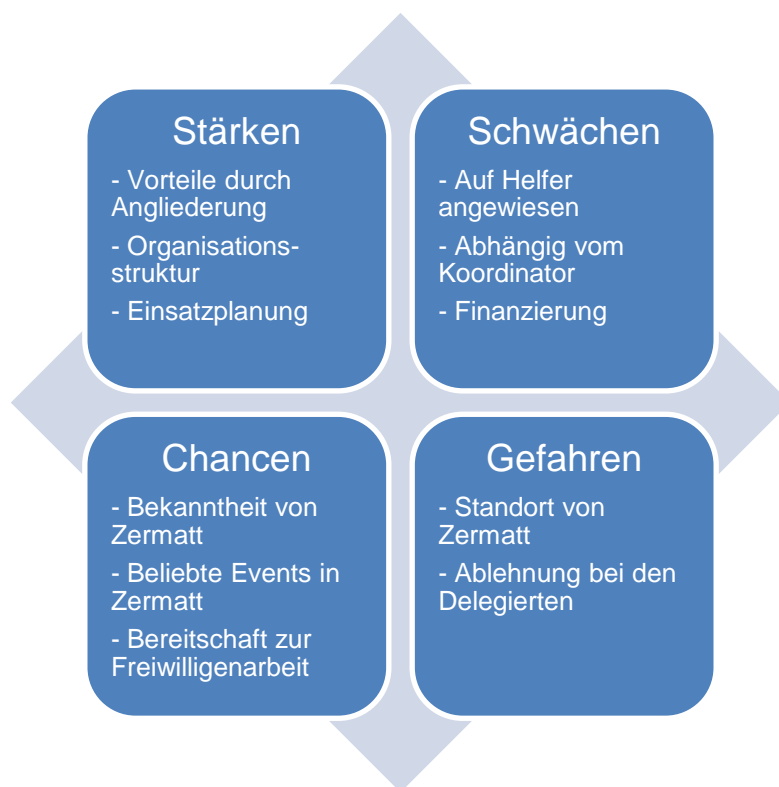 Stärken
- Vorteile durch
Angliederung
- Organisations-
struktur
- Einsatzplanung
Schwächen
- Auf Helfer
angewiesen
- Abhängig vom
Koordinator
- Finanzierung
Chancen
- Bekanntheit von
Zermatt
- Beliebte Events in
Zermatt
- Bereitschaft zur
Freiwilligenarbeit
Gefahren
- Standort von
Zermatt
- Ablehnung bei den
Delegierten